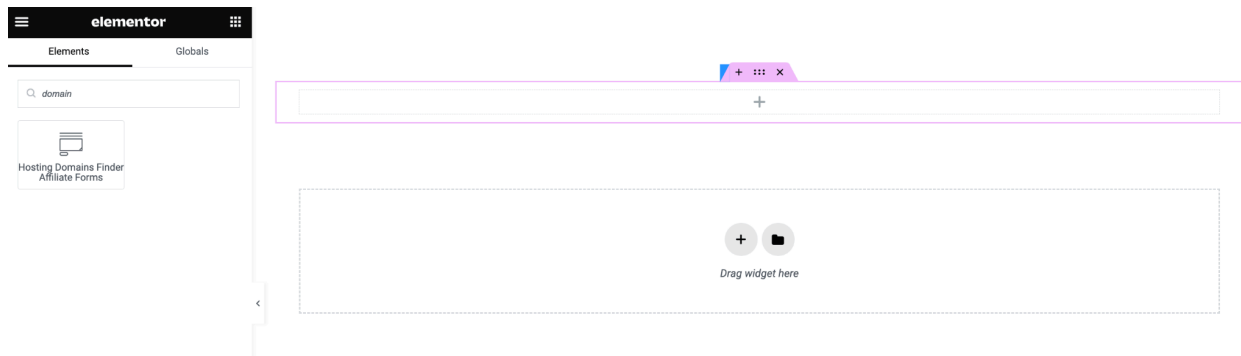 elementor
Elements
Globals
domain
Hosting Domains Finder
Affiliate Forms
Drag widget here